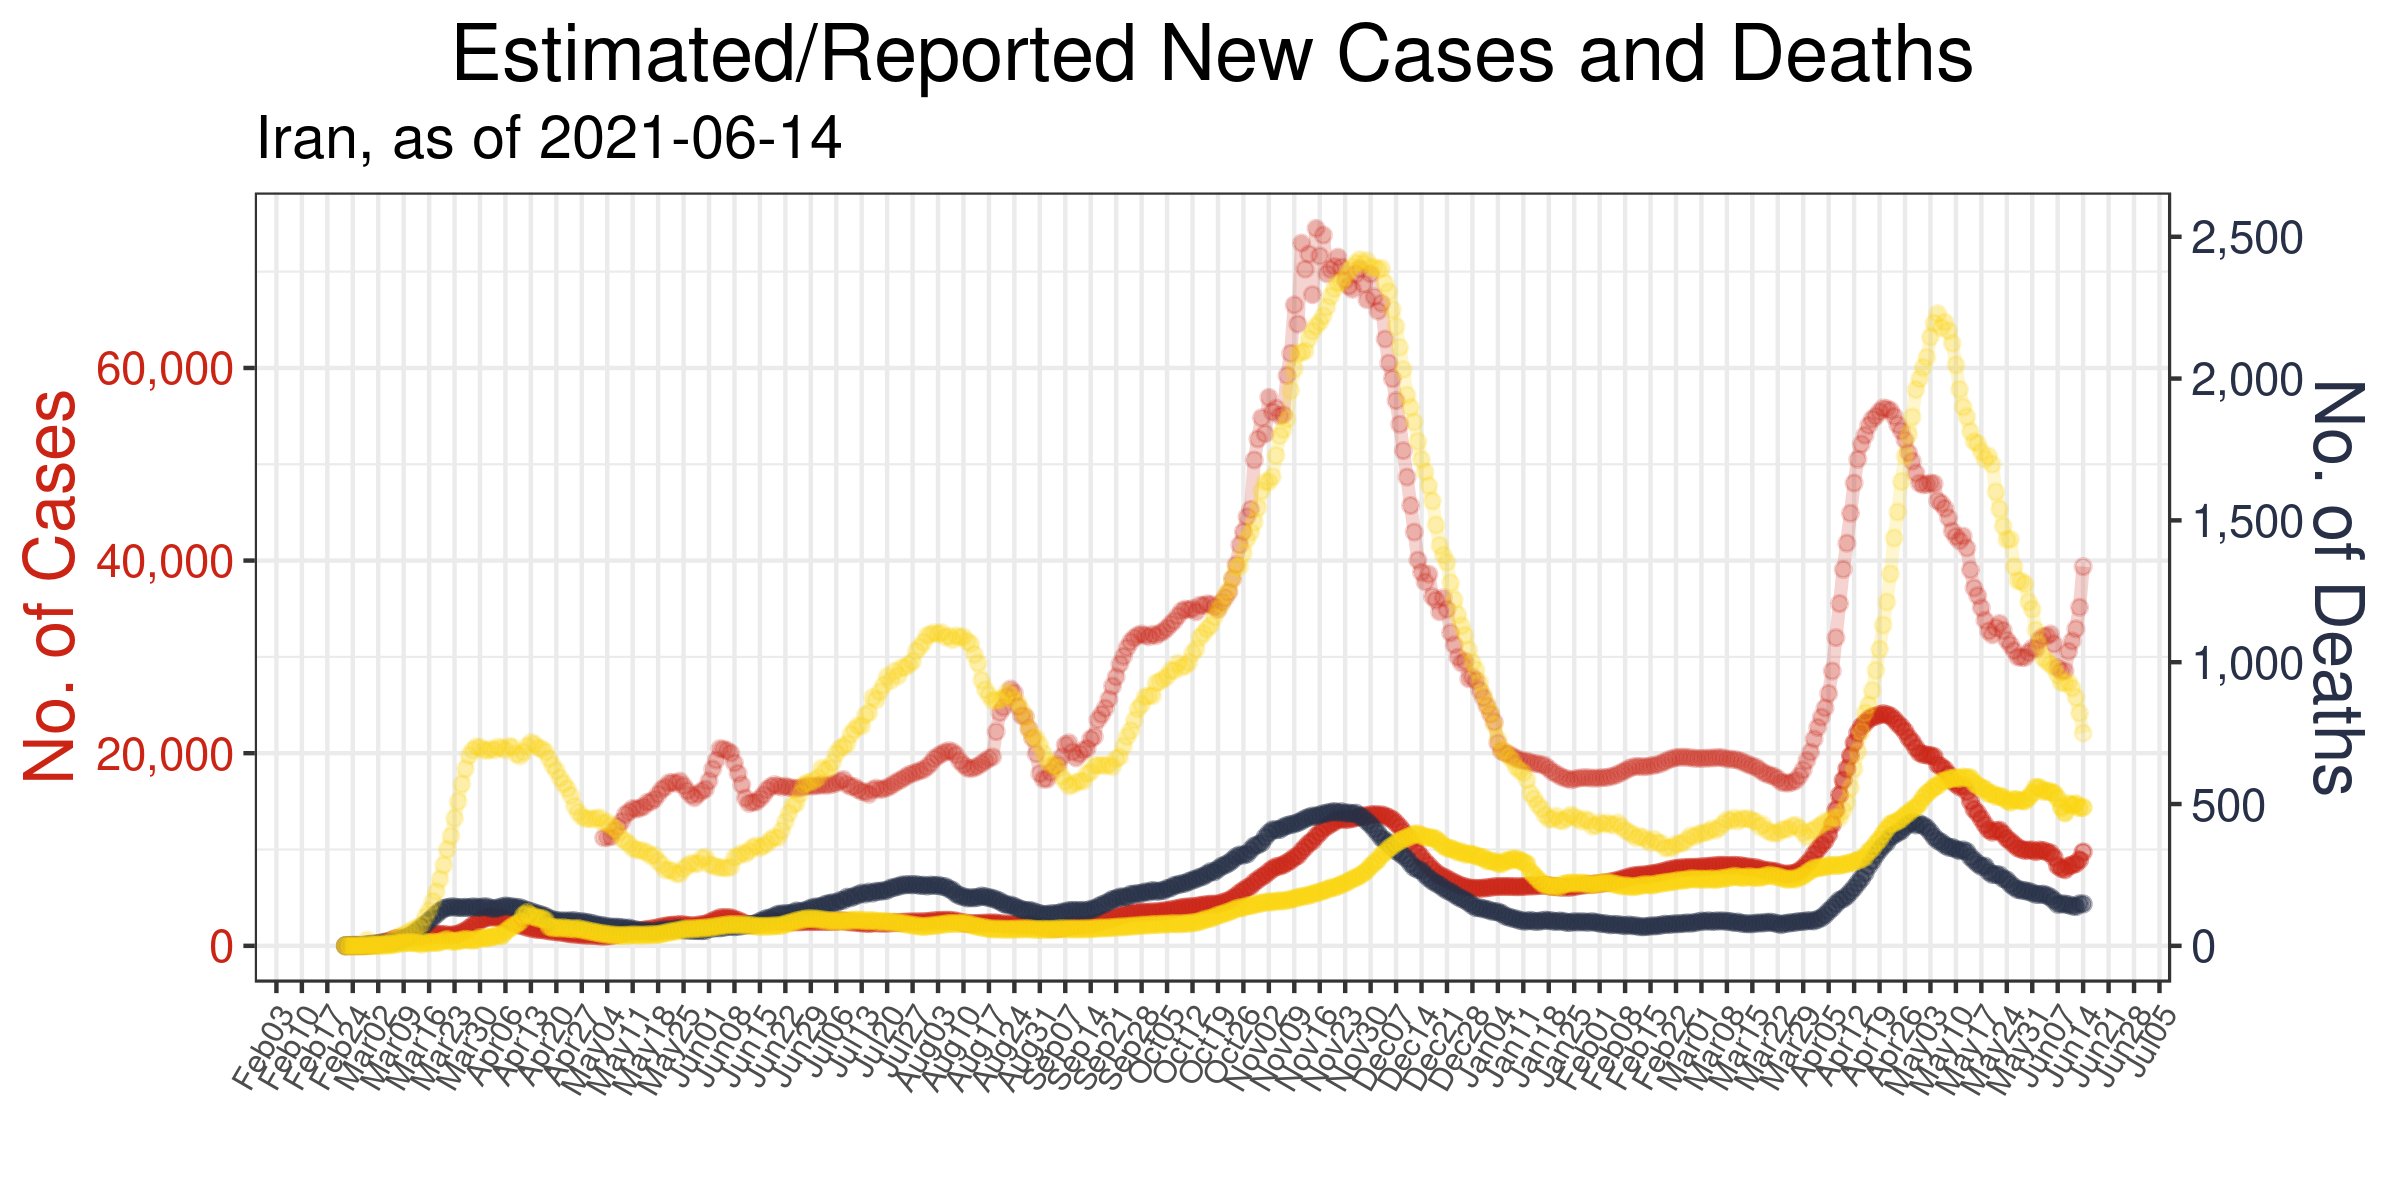 Estimated/Reported New Cases and Deaths
Iran, as of 2021-06-14
No. of Cases
60,000
40,000
20,000
0
2,500
2,000
1,500
1,000
500
0
No. of Deaths
Feb03
Feb10
Feb17
Feb24
Mar02
Mar09
Mar16
Mar23
Mar30
Apr06
Apr13
Apr20
Apr27
May04
May11
May18
May25
Jun01
Jun08
Jun15
Jun22
Jun29
Jul06
Jul13
Jul20
Jul27
Aug03
Aug10
Aug17
Aug24
Aug31
Sep07
Sep14
Sep21
Sep28
Oct05
Oct12
Oct19
Oct26
Nov02
Nov09
Nov16
Nov23
Nov30
Nov07
Dec14
Dec21
Dec28
Dec04
Jan11
Jan18
Jan25
Feb01
Feb08
Feb15
Feb22
Mar01
Mar08
Mar15
Mar22
Mar29
Apr05
Apr12
Apr19
Apr26
Apr03
May10
May17
May24
May31
May07
Jun14
Jun21
Jun28
Jul05